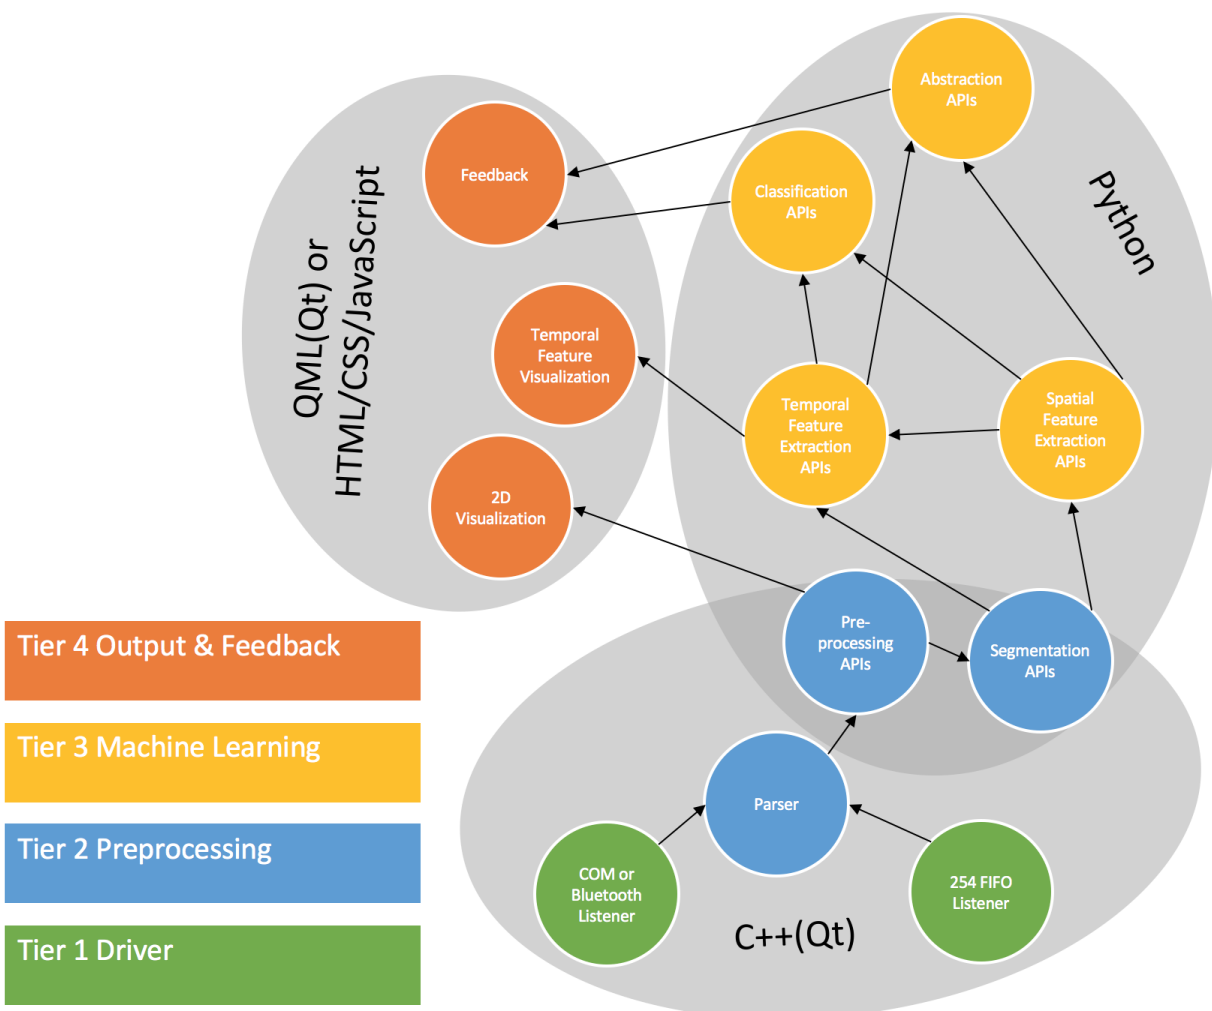 Abstraction
APIs
Feedback
Classification
APIs
Python
QML(Qt) or
HTML/CSS/JavaScript
Temporal
Feature
Visualization
Temporal
Feature
Extraction
APIs
Spatial
Feature
Extraction
APIs
2D
Visualization
Pre-
processing
APIs
Segmentation
APIs
Tier 4 Output & Feedback
Tier 3 Machine Learning
Parser
Tier 2 Preprocessing
COM or
Bluetooth
Listener
254 FIFO
Listener
C++(Qt)
Tier 1 Driver